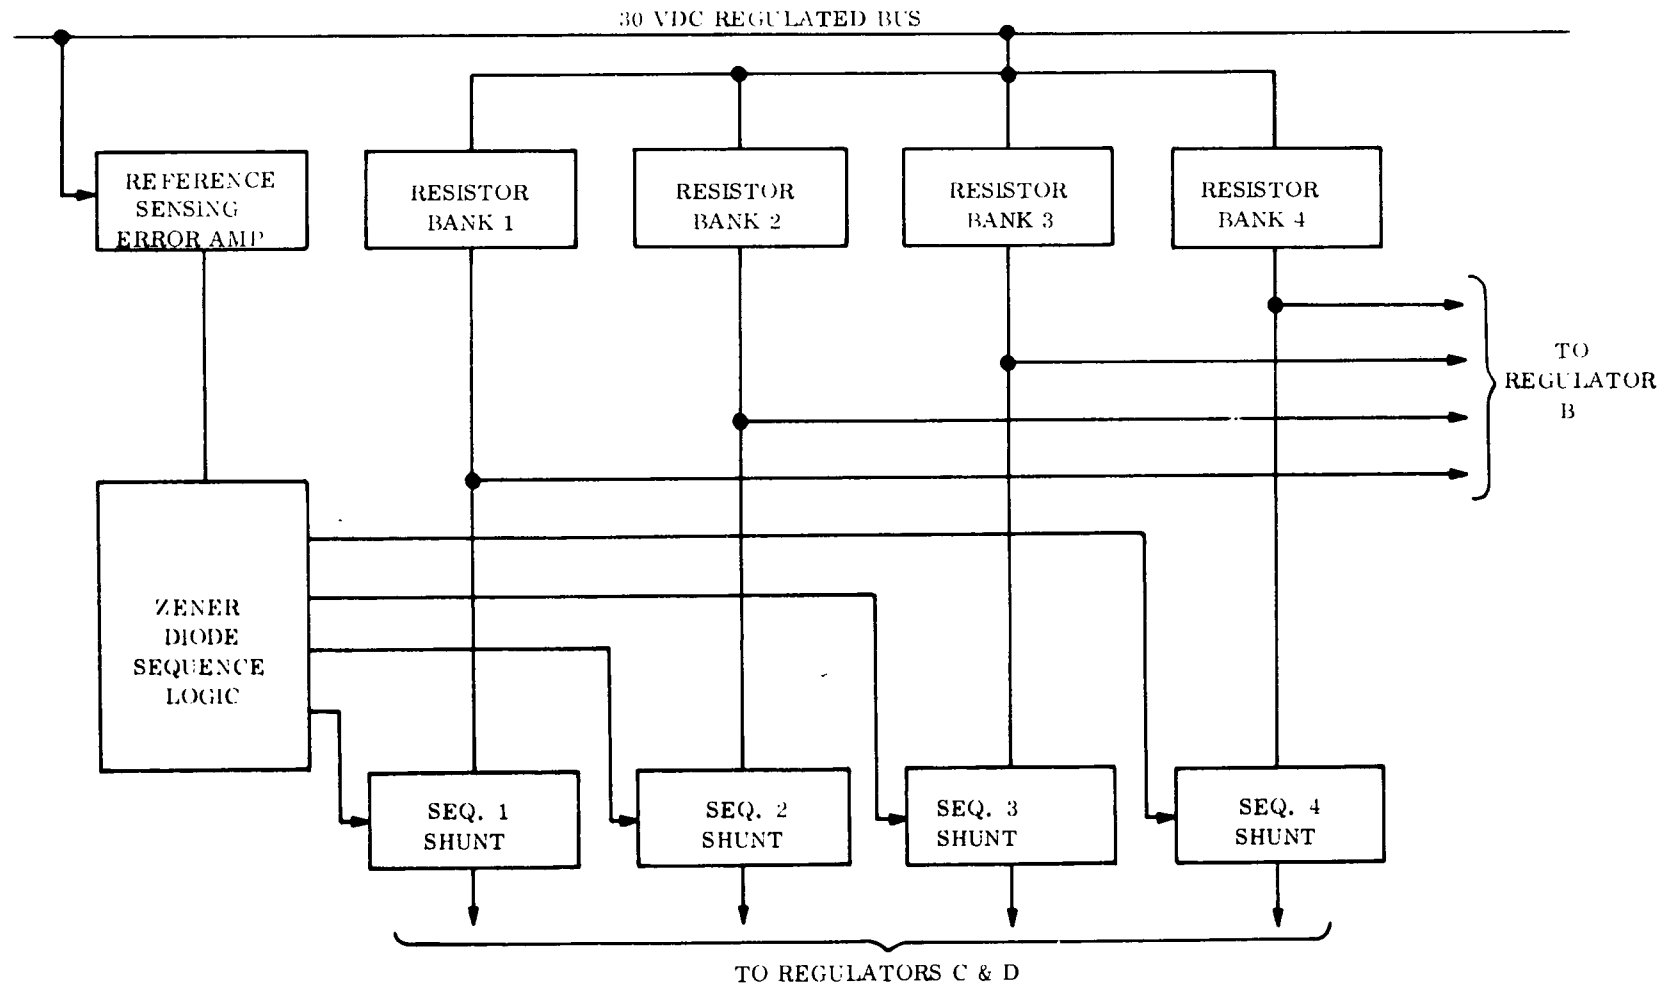 30 VDC REGULATED BUS
REFERENCE
SENSING
ERROR AMP
RESISTOR
BANK 1
RESISTOR
BANK 2
RESISTOR
BANK 3
RESISTOR
BANK 4
TO
REGULATOR
B
ZENER
DIODE
SEQUENCE
LOGIC
SEQ. 1
SHUNT
SEQ. 2
SHUNT
SEQ. 3
SHUNT
SEQ. 4
SHUNT
TO REGULATORS C & D